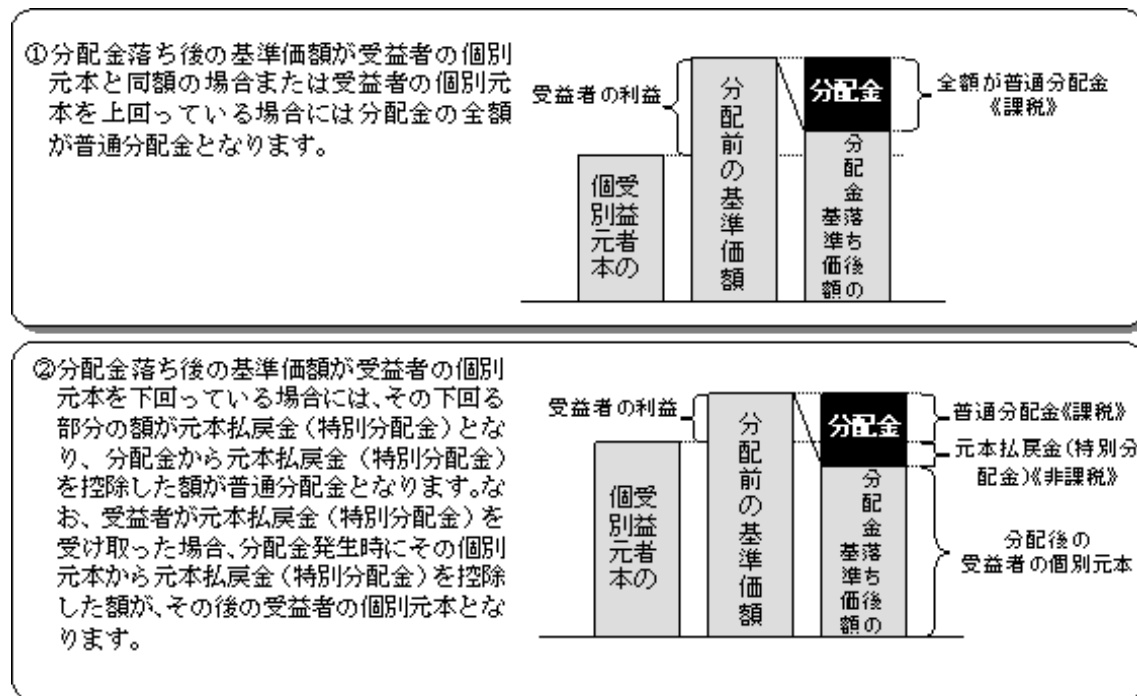 ①分配金落ち後の基準価額が受益者の個別
元本と同額の場合または受益者の個別元
本を上回っている場合には分配金の全額
が普通分配金となります。
受益者の利益
受益者の
個別元本
分配前の基準価額
分配金
分配金落ち後の
基準価額
全額が普通分配金
《課税》
②分配金落ち後の基準価額が受益者の個別
元本を下回っている場合には、その下回る
部分の額が元本払戻金（特別分配金）とな
り、分配金から元本払戻金（特別分配金）
を控除した額が普通分配金となります。な
お、受益者が元本払戻金（特別分配金）を
受け取った場合、分配金発生時にその個別
元本から元本払戻金（特別分配金）を控除
した額が、その後の受益者の個別元本とな
ります。
受益者の利益
受益者の
個別元本
分配前の基準価額
分配金
分配金落ち後の
基準価額
普通分配金《課税》
元本払戻金(特別分
配金)《非課税》
分配後の
受益者の個別元本